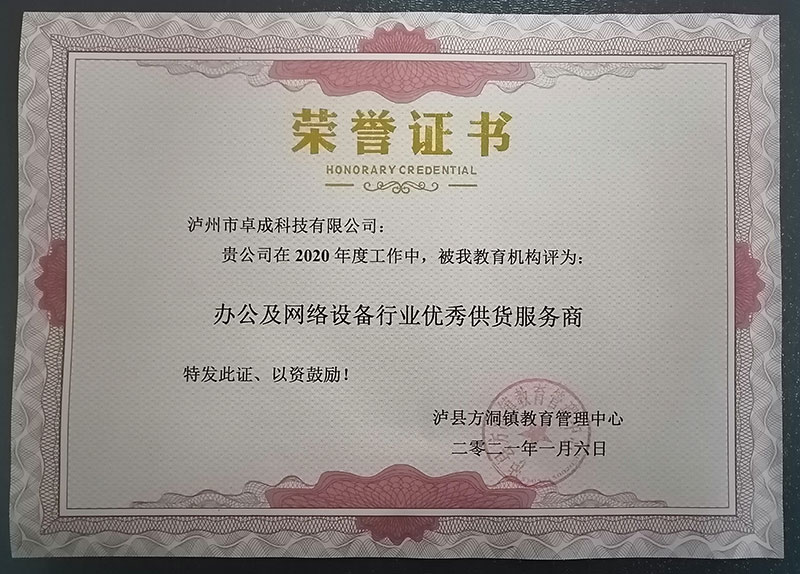 荣誉证书
HONORARY CREDENTIAL
泸州市卓成科技有限公司：
贵公司在 2020 年度工作中，被我教育机构评为：
办公及网络设备行业优秀供货服务商
特发此证、以资鼓励！
泸县方洞镇教育管理中心
二零二一年一月六日